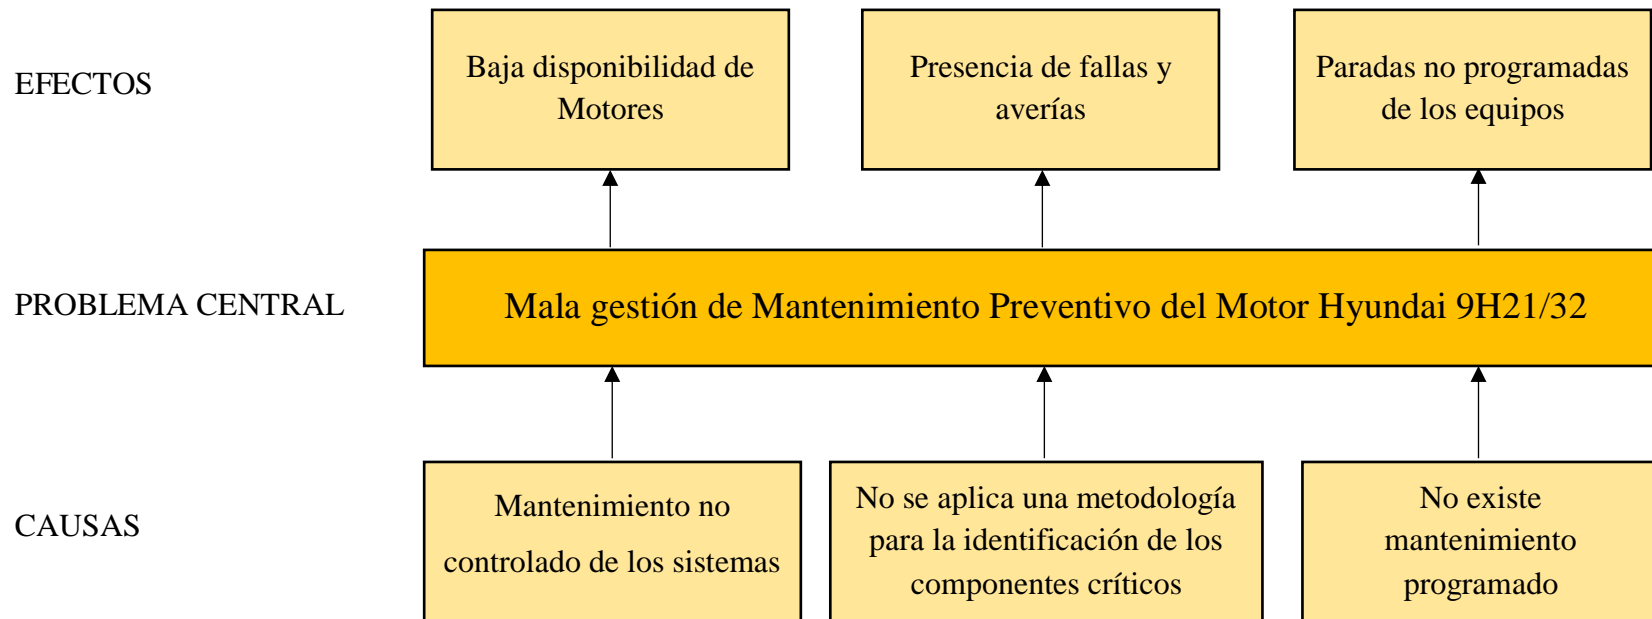 EFECTOS
Baja disponibilidad de
Motores
Presencia de fallas y
averías
Paradas no programadas
de los equipos
PROBLEMA CENTRAL
Mala gestión de Mantenimiento Preventivo del Motor Hyundai 9H21/32
CAUSAS
Mantenimiento no
controlado de los sistemas
No se aplica una metodología
para la identificación de los
componentes críticos
No existe
mantenimiento
programado